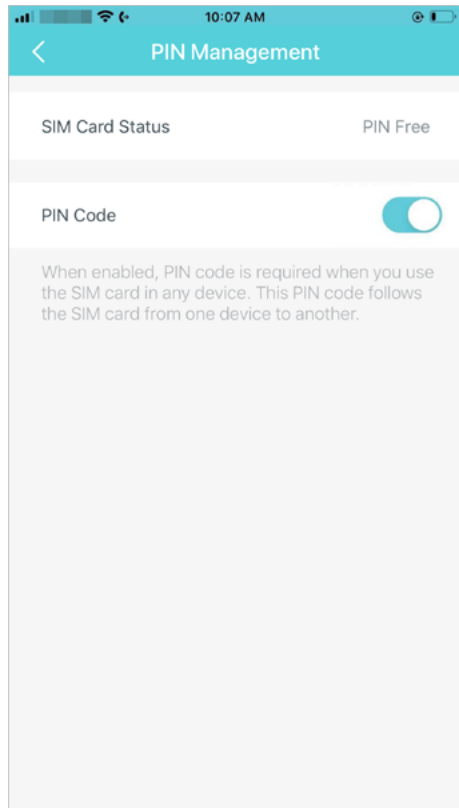 10:07 AM
PIN Management
SIM Card Status PIN Free
PIN Code
When enabled, PIN code is required when you use
the SIM card in any device. This PIN code follows
the SIM card from one device to another.